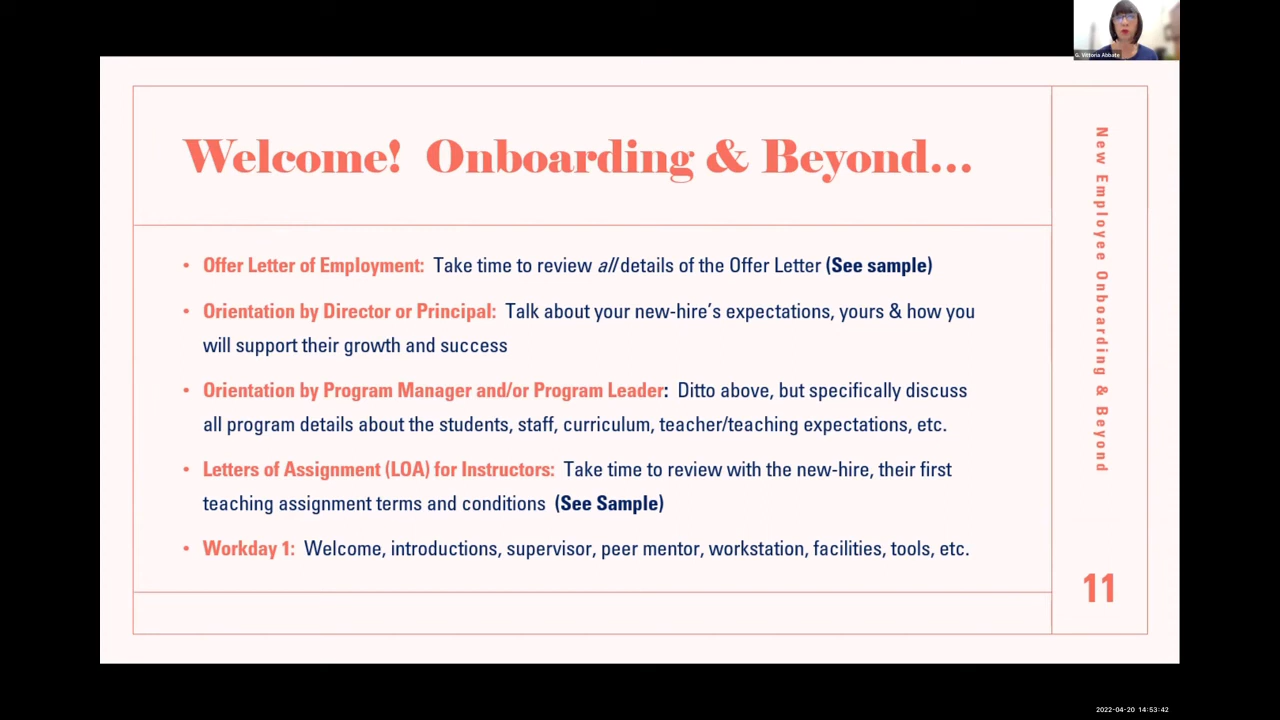 G. Vittoria Abbate
Welcome! Onboarding & Beyond...
• Offer Letter of Employment: Take time to review all details of the Offer Letter (See sample)
• Orientation by Director or Principal: Talk about your new-hire's expectations, yours & how you
will support their growth and success
• Orientation by Program Manager and/or Program Leader: Ditto above, but specifically discuss
all program details about the students, staff, curriculum, teacher/teaching expectations, etc.
• Letters of Assignment (LOA) for Instructors: Take time to review with the new-hire, their first
teaching assignment terms and conditions (See Sample)
• Workday 1: Welcome, introductions, supervisor, peer mentor, workstation, facilities, tools, etc.
New Employee Onboarding & Beyond
11
2022-04-20 14:53:42